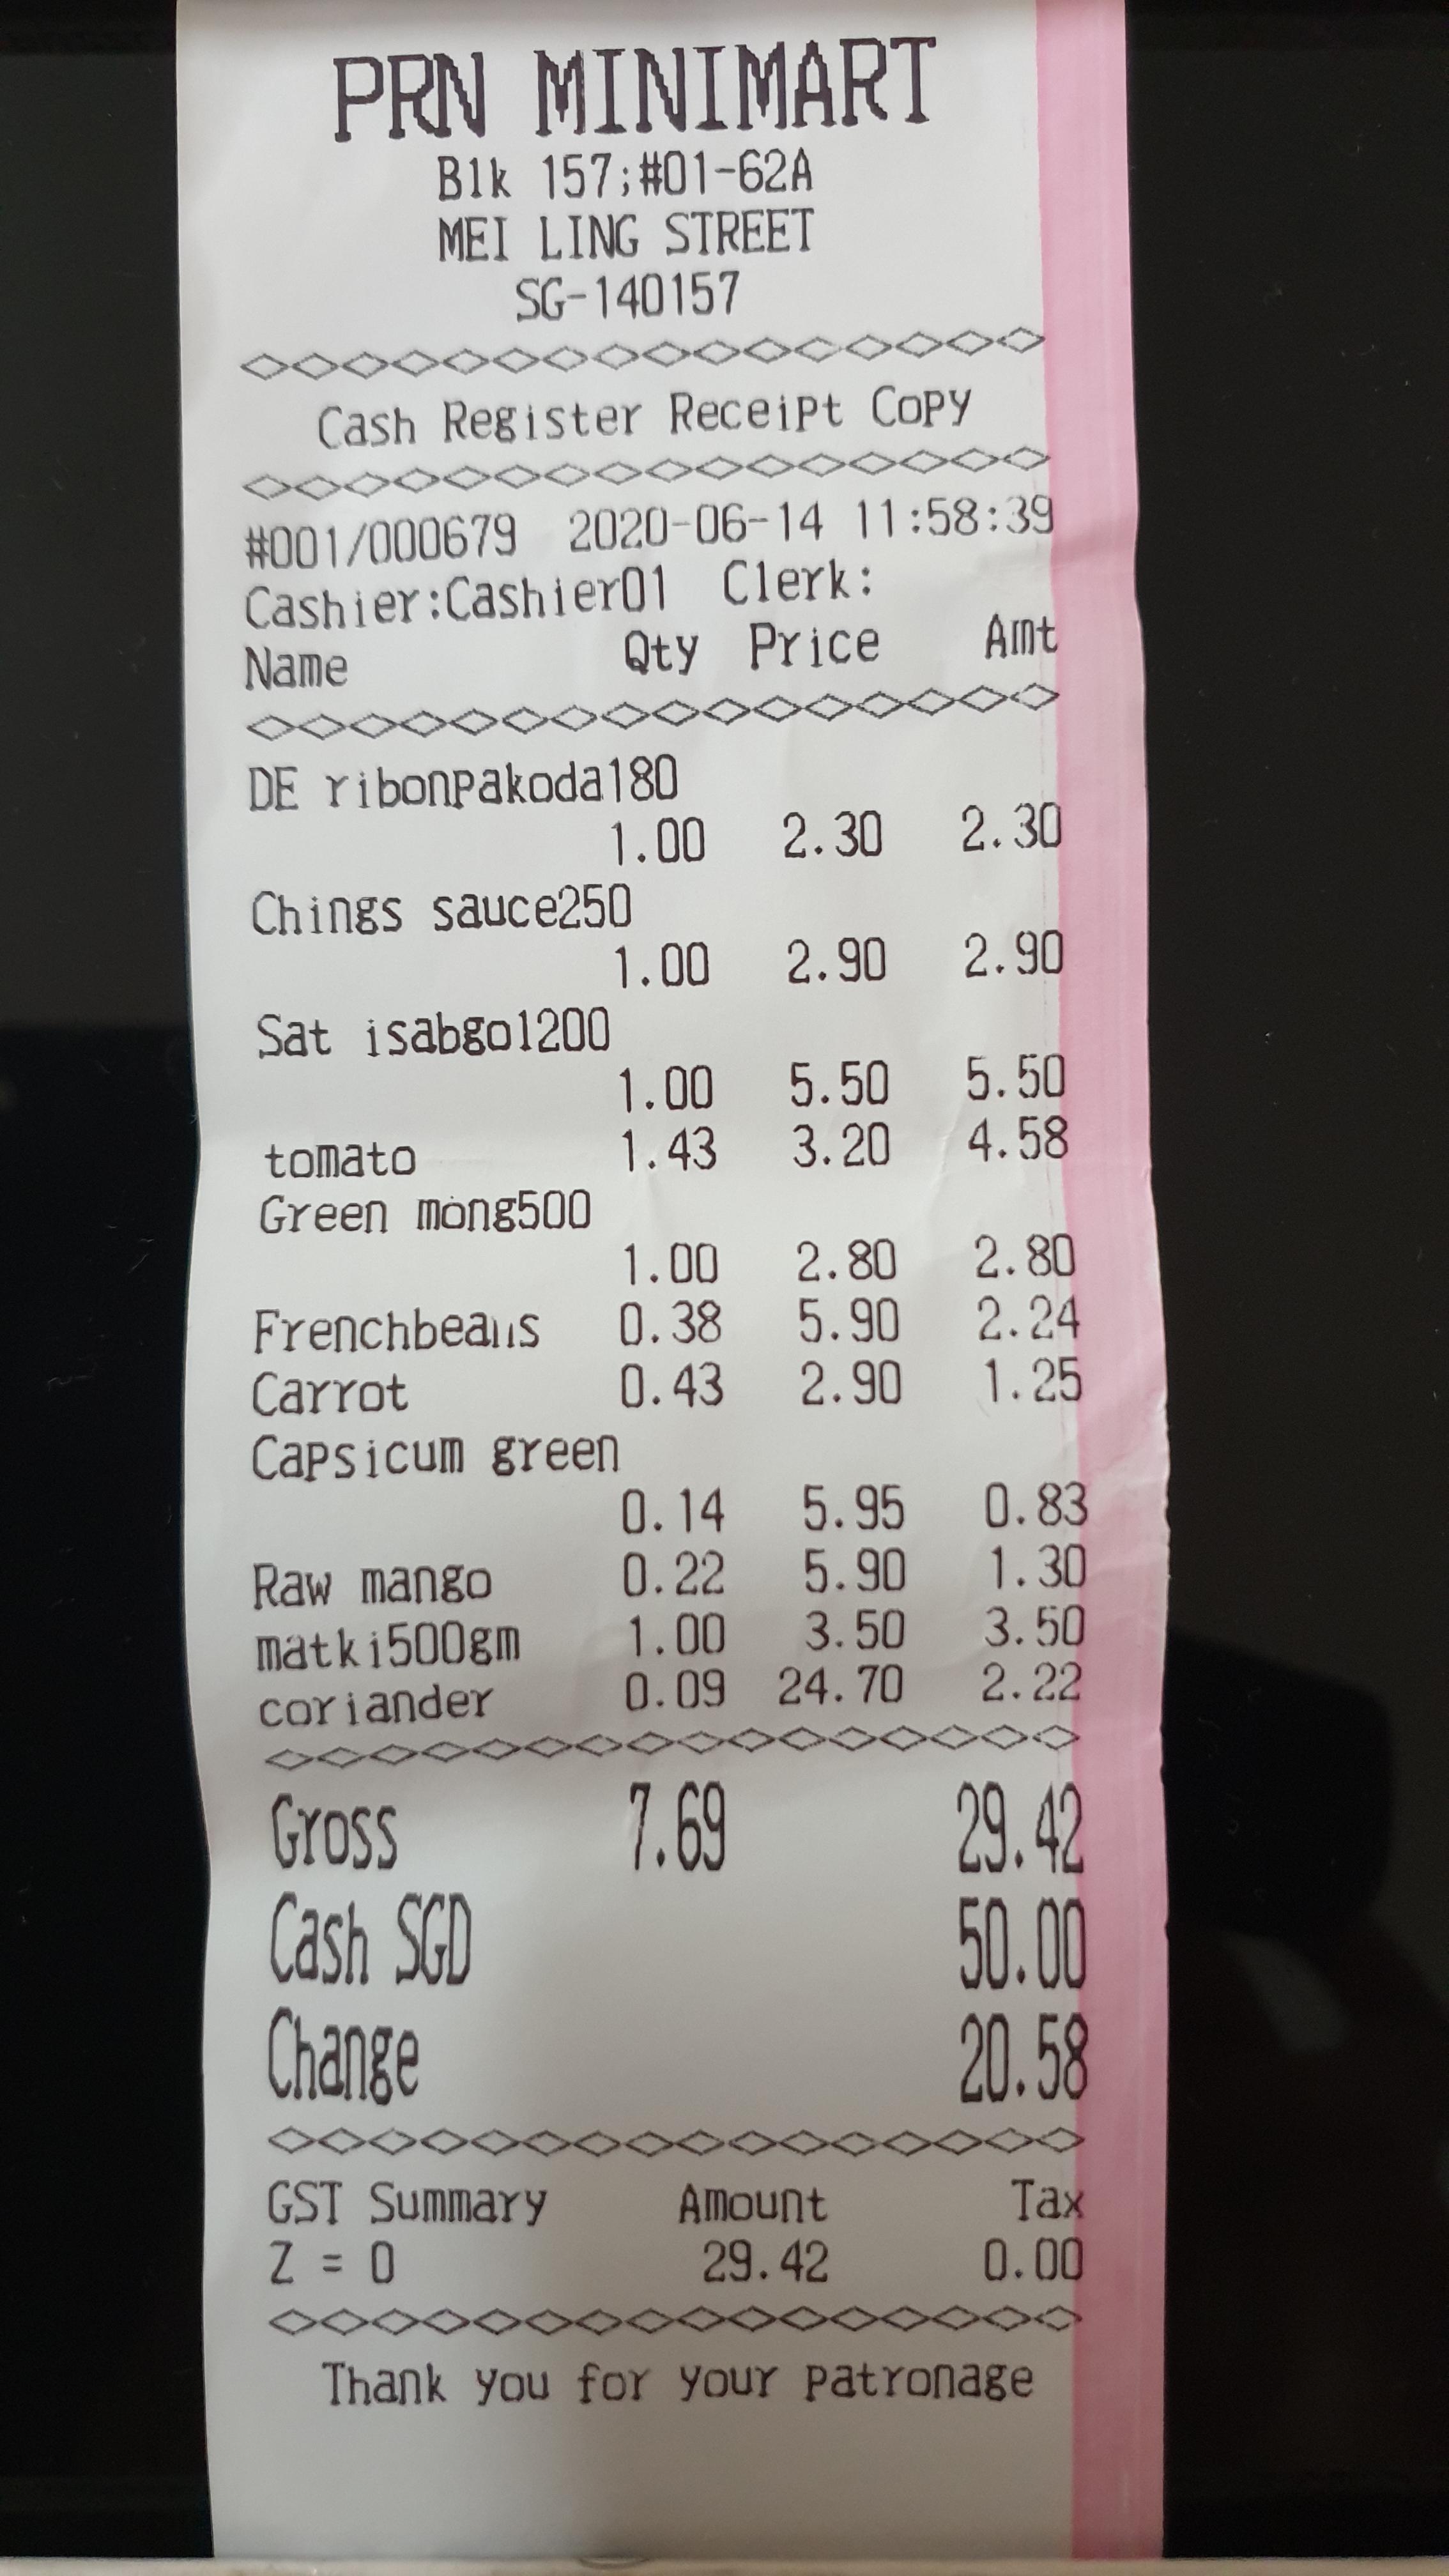 PRN MINIMART
Blk 157;#01-62A
MEI LING STREET
SG-140157
Cash Register Receipt Copy
#001/000679 2020-06-14 11:58:39
Cashier:Cashier01 Clerk:
Name Qty Price Amt
DE ribonpakoda180
1.00 2.30 2.30
Chings sauce250
1.00 2.90 2.90
Sat isabgol200
1.00 5.50 5.50
tomato 1.43 3.20 4.58
Green mong500
1.00 2.80 2.80
Frenchbeans 0.38 5.90 2.24
Carrot 0.43 2.90 1.25
Capsicum green
0.14 5.95 0.83
Raw mango 0.22 5.90 1.30
matki500gm 1.00 3.50 3.50
coriander 0.09 24.70 2.22
Gross 7.69 29.42
Cash SGD 50.00
Change 20.58
GST Summary Amount Tax
Z = 0 29.42 0.00
Thank you for your patronage